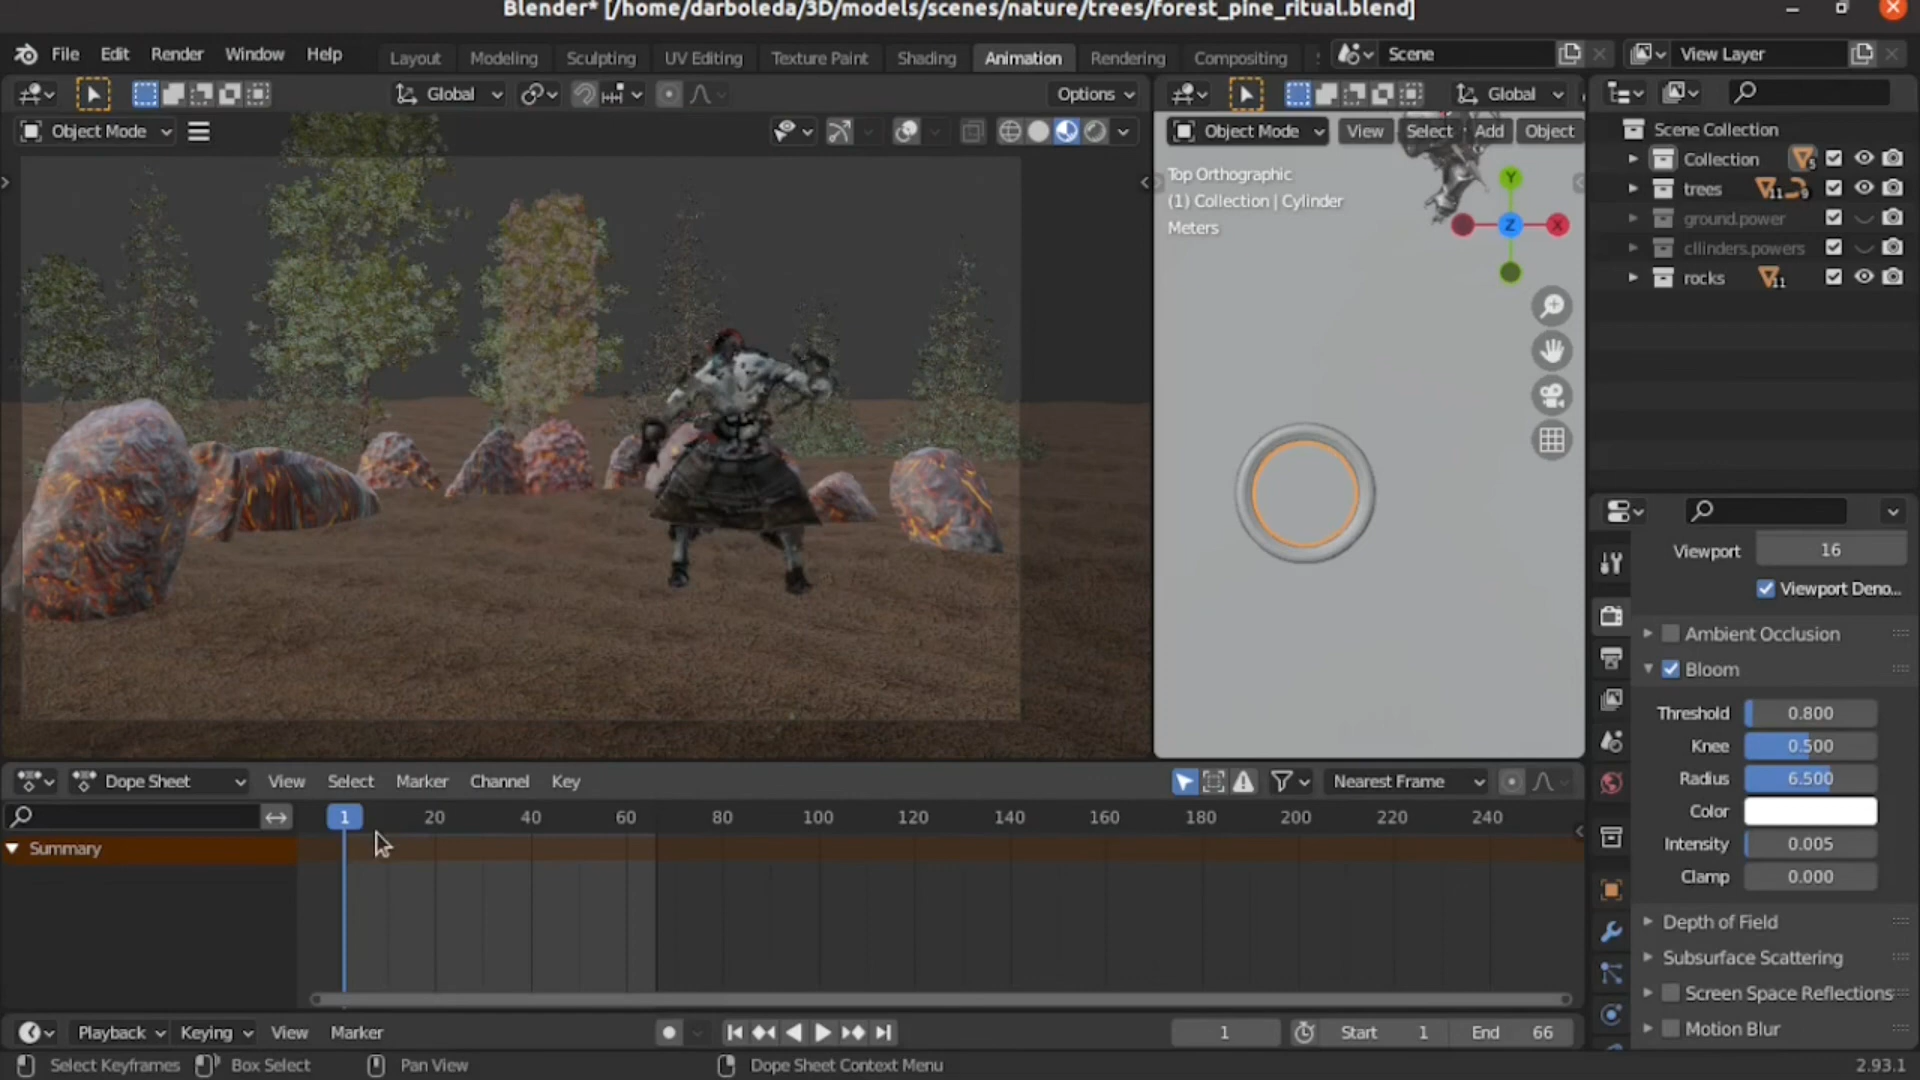 Blender* [/home/darboleda/3D/models/scenes/nature/trees/forest_pine_ritual.blend]
File Edit Render Window Help Layout Modeling Sculpting UV Editing Texture Paint Shading Animation Rendering Compositing Scene View Layer
Global Options Global
Object Mode Object Mode View Select Add Object
Scene Collection
Collection 5
trees 11 9
ground.power
cllinders.powers
rocks 11
Top Orthographic
(1) Collection | Cylinder
Meters
Y
Z X
Viewport 16
Viewport Deno...
Ambient Occlusion
Bloom
Threshold 0.800
Knee 0.500
Radius 6.500
Color
Intensity 0.005
Clamp 0.000
Depth of Field
Subsurface Scattering
Screen Space Reflections
Motion Blur
Dope Sheet View Select Marker Channel Key Nearest Frame
1 20 40 60 80 100 120 140 160 180 200 220 240
Summary
Playback Keying View Marker 1 Start 1 End 66
Select Keyframes Box Select Pan View Dope Sheet Context Menu 2.93.1